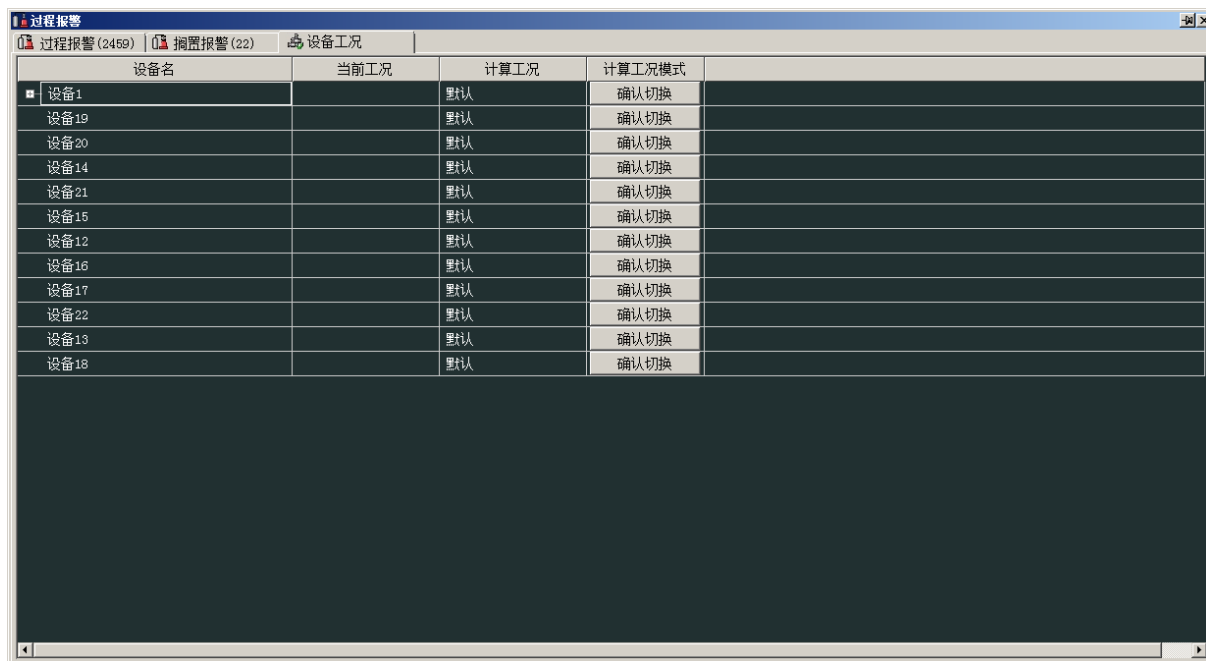 过程报警
过程报警(2459) 搁置报警(22) 设备工况
设备名 当前工况 计算工况 计算工况模式
设备1 默认 确认切换
设备19 默认 确认切换
设备20 默认 确认切换
设备14 默认 确认切换
设备21 默认 确认切换
设备15 默认 确认切换
设备12 默认 确认切换
设备16 默认 确认切换
设备17 默认 确认切换
设备22 默认 确认切换
设备13 默认 确认切换
设备18 默认 确认切换